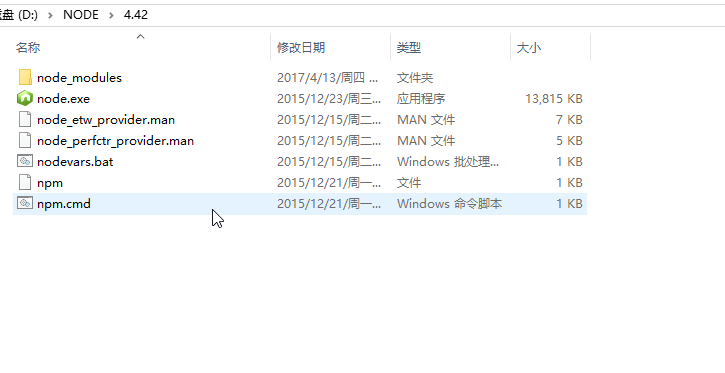 盘 (D:) > NODE > 4.42
名称 修改日期 类型 大小
node_modules 2017/4/13/周四 ... 文件夹
node.exe 2015/12/23/周三... 应用程序 13,815 KB
node_etw_provider.man 2015/12/15/周二... MAN 文件 7 KB
node_perfctr_provider.man 2015/12/15/周二... MAN 文件 5 KB
nodevars.bat 2015/12/15/周二... Windows 批处理... 1 KB
npm 2015/12/21/周一... 文件 1 KB
npm.cmd 2015/12/21/周一... Windows 命令脚本 1 KB